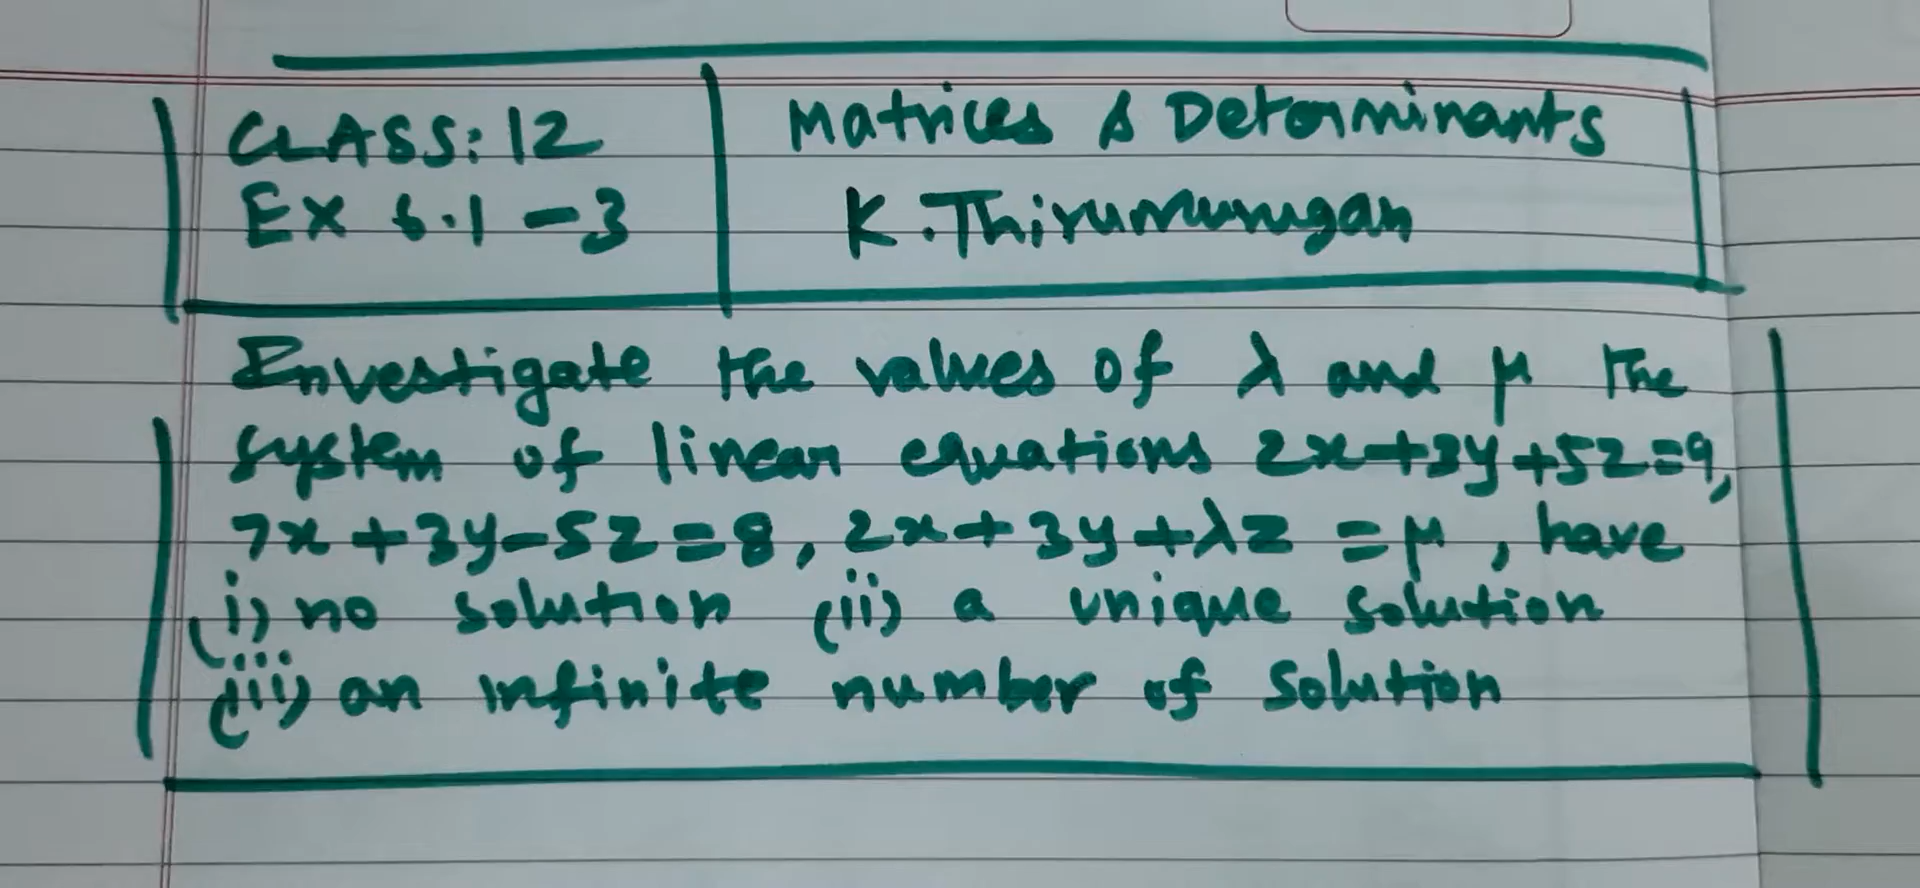 CLASS: 12
EX 6.1 - 3
Matrices & Determinants
K. Thirumurugan
Investigate the values of λ and μ the
system of linear equations 2x+3y+5z=9,
7x+3y-5z=8, 2x+3y+λz=μ, have
(i) no solution (ii) a unique solution
(iii) an infinite number of solution